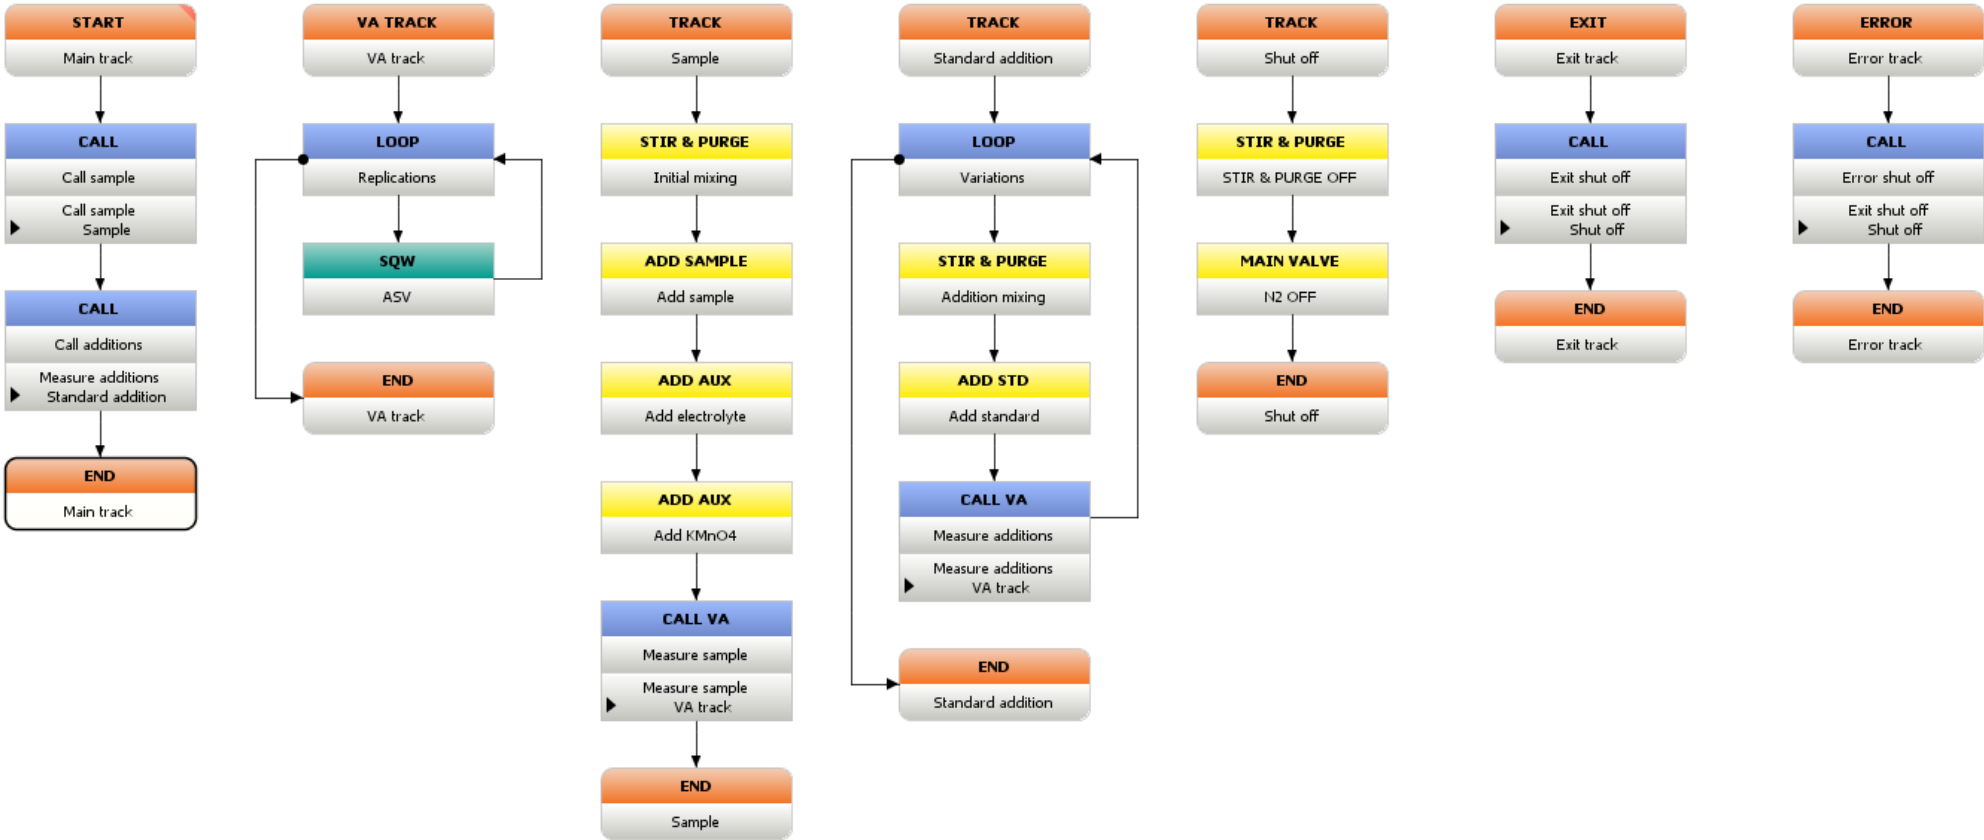 START
Main track
CALL
Call sample
Call sample
Sample
CALL
Call additions
Measure additions
Standard addition
END
Main track
VA TRACK
VA track
LOOP
Replications
SQW
ASV
END
VA track
TRACK
Sample
STIR & PURGE
Initial mixing
ADD SAMPLE
Add sample
ADD AUX
Add electrolyte
ADD AUX
Add KMnO4
CALL VA
Measure sample
Measure sample
VA track
END
Sample
TRACK
Standard addition
LOOP
Variations
STIR & PURGE
Addition mixing
ADD STD
Add standard
CALL VA
Measure additions
Measure additions
VA track
END
Standard addition
TRACK
Shut off
STIR & PURGE
STIR & PURGE OFF
MAIN VALVE
N2 OFF
END
Shut off
EXIT
Exit track
CALL
Exit shut off
Exit shut off
Shut off
END
Exit track
ERROR
Error track
CALL
Error shut off
Exit shut off
Shut off
END
Error track